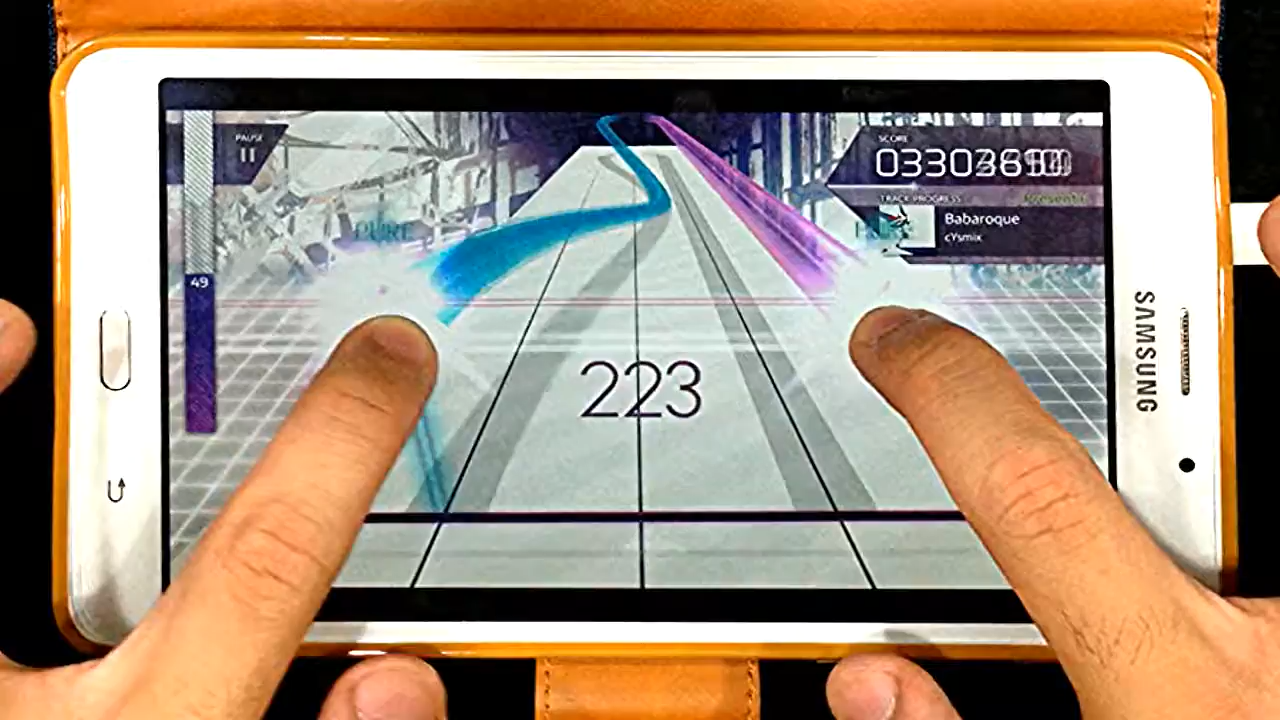 PAUSE
SCORE
TRACK PROGRESS
Babaroque
cYsmix
PURE
49
223
SAMSUNG